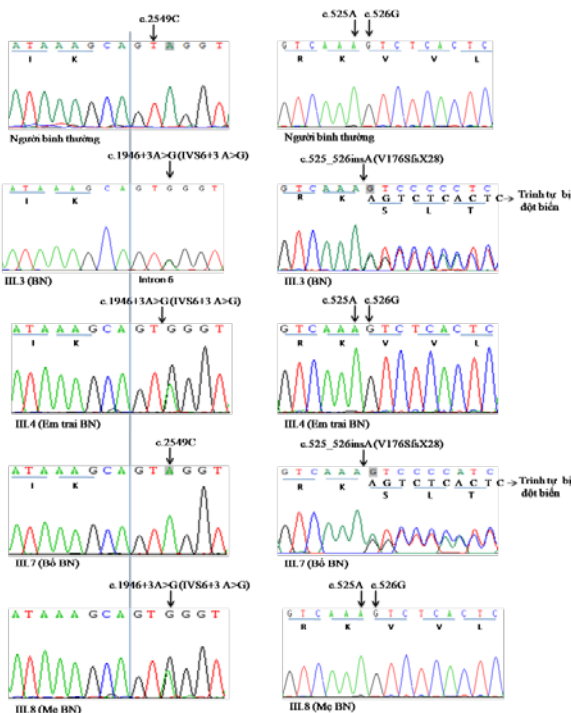 c.2549C
A T A A A G C A G T A G G T
I K
Người bình thường
c.525A c.526G
G T C A A A G T C T C A C T C
R K V V L
Người bình thường
c.1946+3A>G(IVS6+3 A>G)
A T A A A G C A G T G G G T
I K
III.3 (BN) Intron 6
c.525_526insA(V176SfsX28)
G T C A A A G T C C C C C T C
R K A G T C T C A C T C
S L T
Trình tự bị
đột biến
III.3 (BN)
c.1946+3A>G(IVS6+3 A>G)
A T A A A G C A G T G G G T
I K
III.4 (Em trai BN)
c.525A c.526G
G T C A A A G T C T C A C T C
R K V V L
III.4 (Em trai BN)
c.2549C
A T A A A G C A G T A G G T
I K
III.7 (Bố BN)
c.525_526insA(V176SfsX28)
G T C A A A G T C C C C A T C
R K A G T C T C A C T C
S L T
Trình tự bị
đột biến
III.7 (Bố BN)
c.1946+3A>G(IVS6+3 A>G)
A T A A A G C A G T G G G T
III.8 (Mẹ BN)
c.525A c.526G
G T C A A A G T C T C A C T C
R K V V L
III.8 (Mẹ BN)